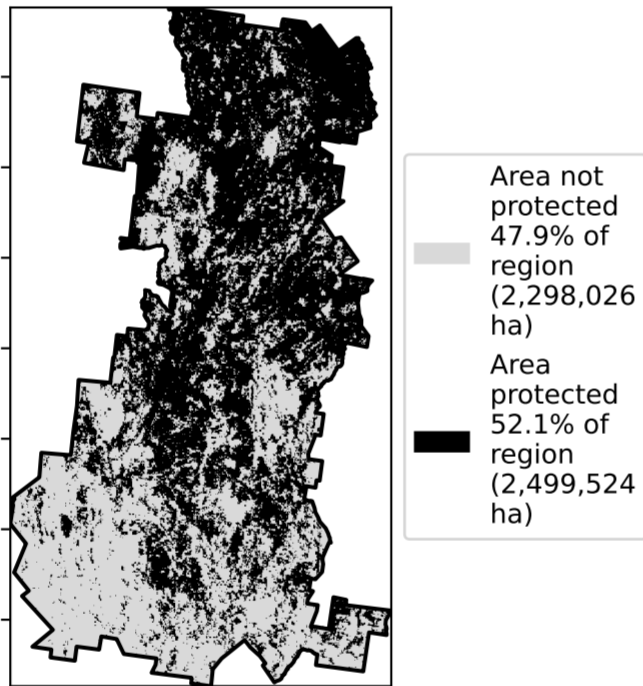 Area not
protected
47.9% of
region
(2,298,026
ha)
Area
protected
52.1% of
region
(2,499,524
ha)